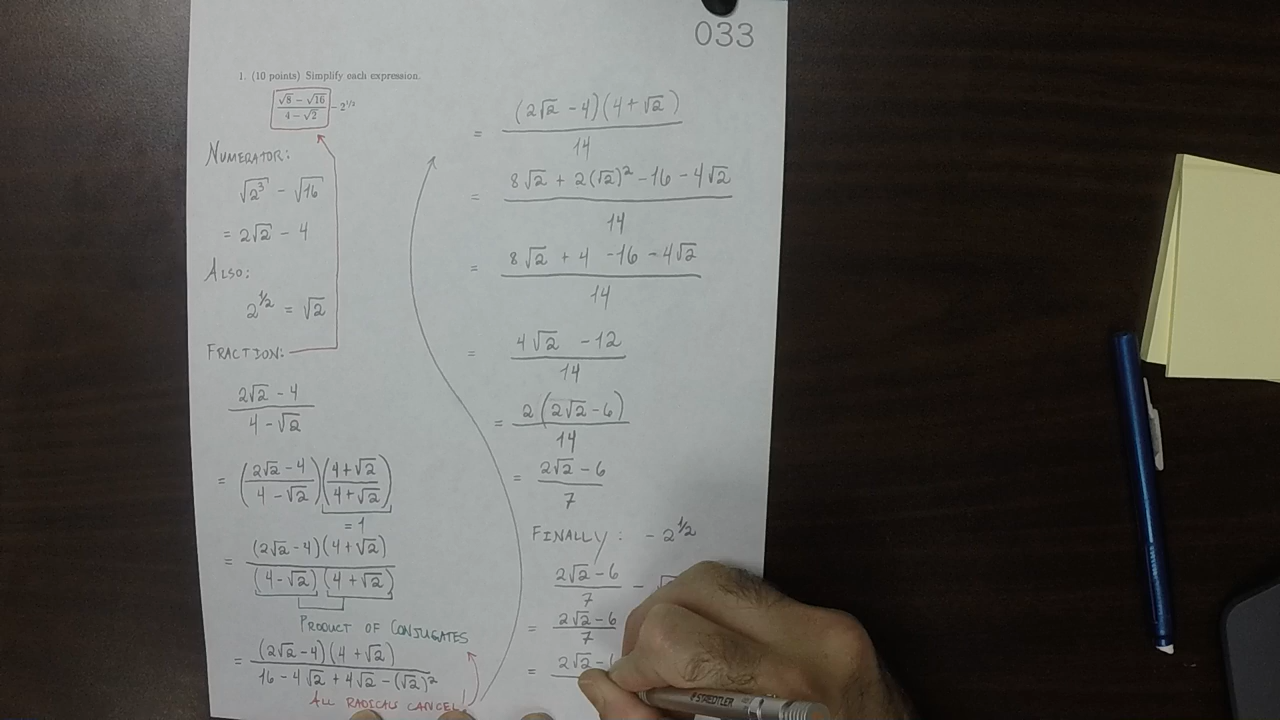 033
1. (10 points) Simplify each expression.
(√8 − √16)/(4 − √2) − 2^{1/2}
NUMERATOR:
√2³ − √16
= 2√2 − 4
ALSO:
2^{1/2} = √2
FRACTION:
(2√2 − 4)/(4 − √2)
= ((2√2 − 4)/(4 − √2))((4 + √2)/(4 + √2))
= 1
= ((2√2 − 4)(4 + √2))/((4 − √2)(4 + √2))
PRODUCT OF CONJUGATES
= ((2√2 − 4)(4 + √2))/(16 − 4√2 + 4√2 − (√2)²)
ALL RADICALS CANCEL!
= ((2√2 − 4)(4 + √2))/14
= (8√2 + 2(√2)² − 16 − 4√2)/14
= (8√2 + 4 − 16 − 4√2)/14
= (4√2 − 12)/14
= (2(2√2 − 6))/14
= (2√2 − 6)/7
FINALLY: − 2^{1/2}
(2√2 − 6)/7 −
= (2√2 − 6)/7
= 2√2 −
STAEDTLER